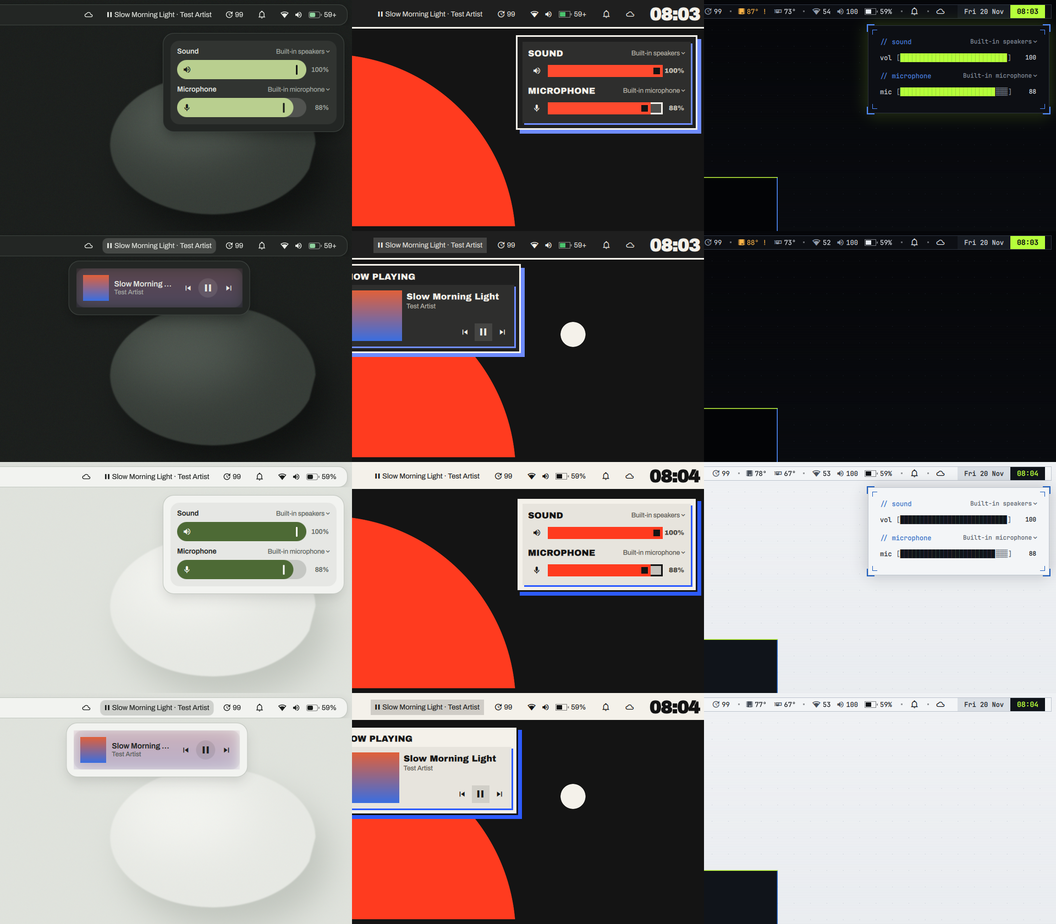 Slow Morning Light · Test Artist 99 59+
Sound Built-in speakers
100%
Microphone Built-in microphone
88%
Slow Morning Light · Test Artist 99 59+ 08:03
SOUND Built-in speakers
100%
MICROPHONE Built-in microphone
88%
99 • 87° ! 73° • 54 100 59% • • Fri 20 Nov 08:03
// sound Built-in speakers
vol [ ] 100
// microphone Built-in microphone
mic [ ] 88
Slow Morning Light · Test Artist 99 59+
Slow Morning ...
Test Artist
Slow Morning Light · Test Artist 99 59+ 08:03
OW PLAYING
Slow Morning Light
Test Artist
99 • 88° ! 73° • 52 100 59% • • Fri 20 Nov 08:03
Slow Morning Light · Test Artist 99 59%
Sound Built-in speakers
100%
Microphone Built-in microphone
88%
Slow Morning Light · Test Artist 99 59% 08:04
SOUND Built-in speakers
100%
MICROPHONE Built-in microphone
88%
99 • 78° 67° • 53 100 59% • • Fri 20 Nov 08:04
// sound Built-in speakers
vol [ ] 100
// microphone Built-in microphone
mic [ ] 88
Slow Morning Light · Test Artist 99 59%
Slow Morning ...
Test Artist
Slow Morning Light · Test Artist 99 59% 08:04
OW PLAYING
Slow Morning Light
Test Artist
99 • 77° 67° • 53 100 59% • • Fri 20 Nov 08:04